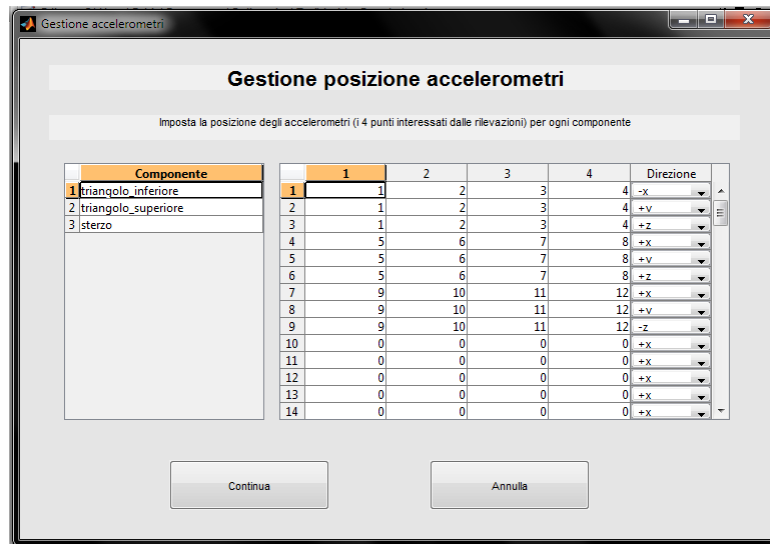 Gestione accelerometri
Gestione posizione accelerometri
Imposta la posizione degli accelerometri (i 4 punti interessati dalle rilevazioni) per ogni componente
Componente
1 triangolo_inferiore
2 triangolo_superiore
3 sterzo
1 2 3 4 Direzione
1 1 2 3 4 -x
2 1 2 3 4 +y
3 1 2 3 4 +z
4 5 6 7 8 +x
5 5 6 7 8 +y
6 5 6 7 8 +z
7 9 10 11 12 +x
8 9 10 11 12 +y
9 9 10 11 12 -z
10 0 0 0 0 +x
11 0 0 0 0 +x
12 0 0 0 0 +x
13 0 0 0 0 +x
14 0 0 0 0 +x
Continua Annulla